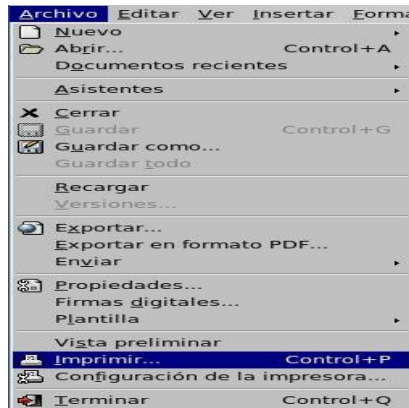 Archivo Editar Ver Insertar Forma
Nuevo
Abrir... Control+A
Documentos recientes
Asistentes
Cerrar
Guardar Control+G
Guardar como...
Guardar todo
Recargar
Versiones...
Exportar...
Exportar en formato PDF...
Enviar
Propiedades...
Firmas digitales...
Plantilla
Vista preliminar
Imprimir... Control+P
Configuración de la impresora...
Terminar Control+Q